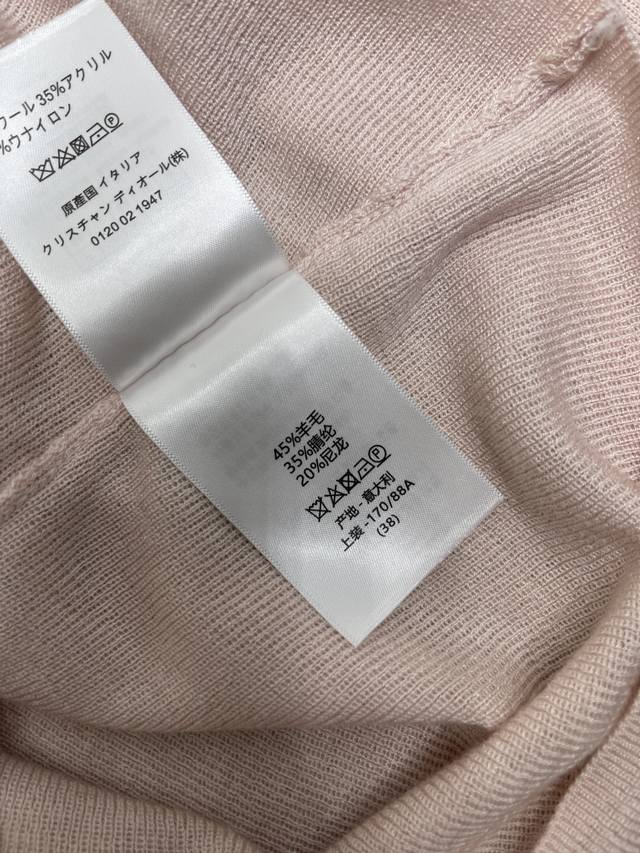 ウール 35%アクリル
%ウナイロン
P
原産国 イタリア
クリスチャン ディオール(株)
0120 02 1947
45%羊毛
35%腈纶
20%尼龙
P
产地 - 意大利
上装 -170/88A
(38)